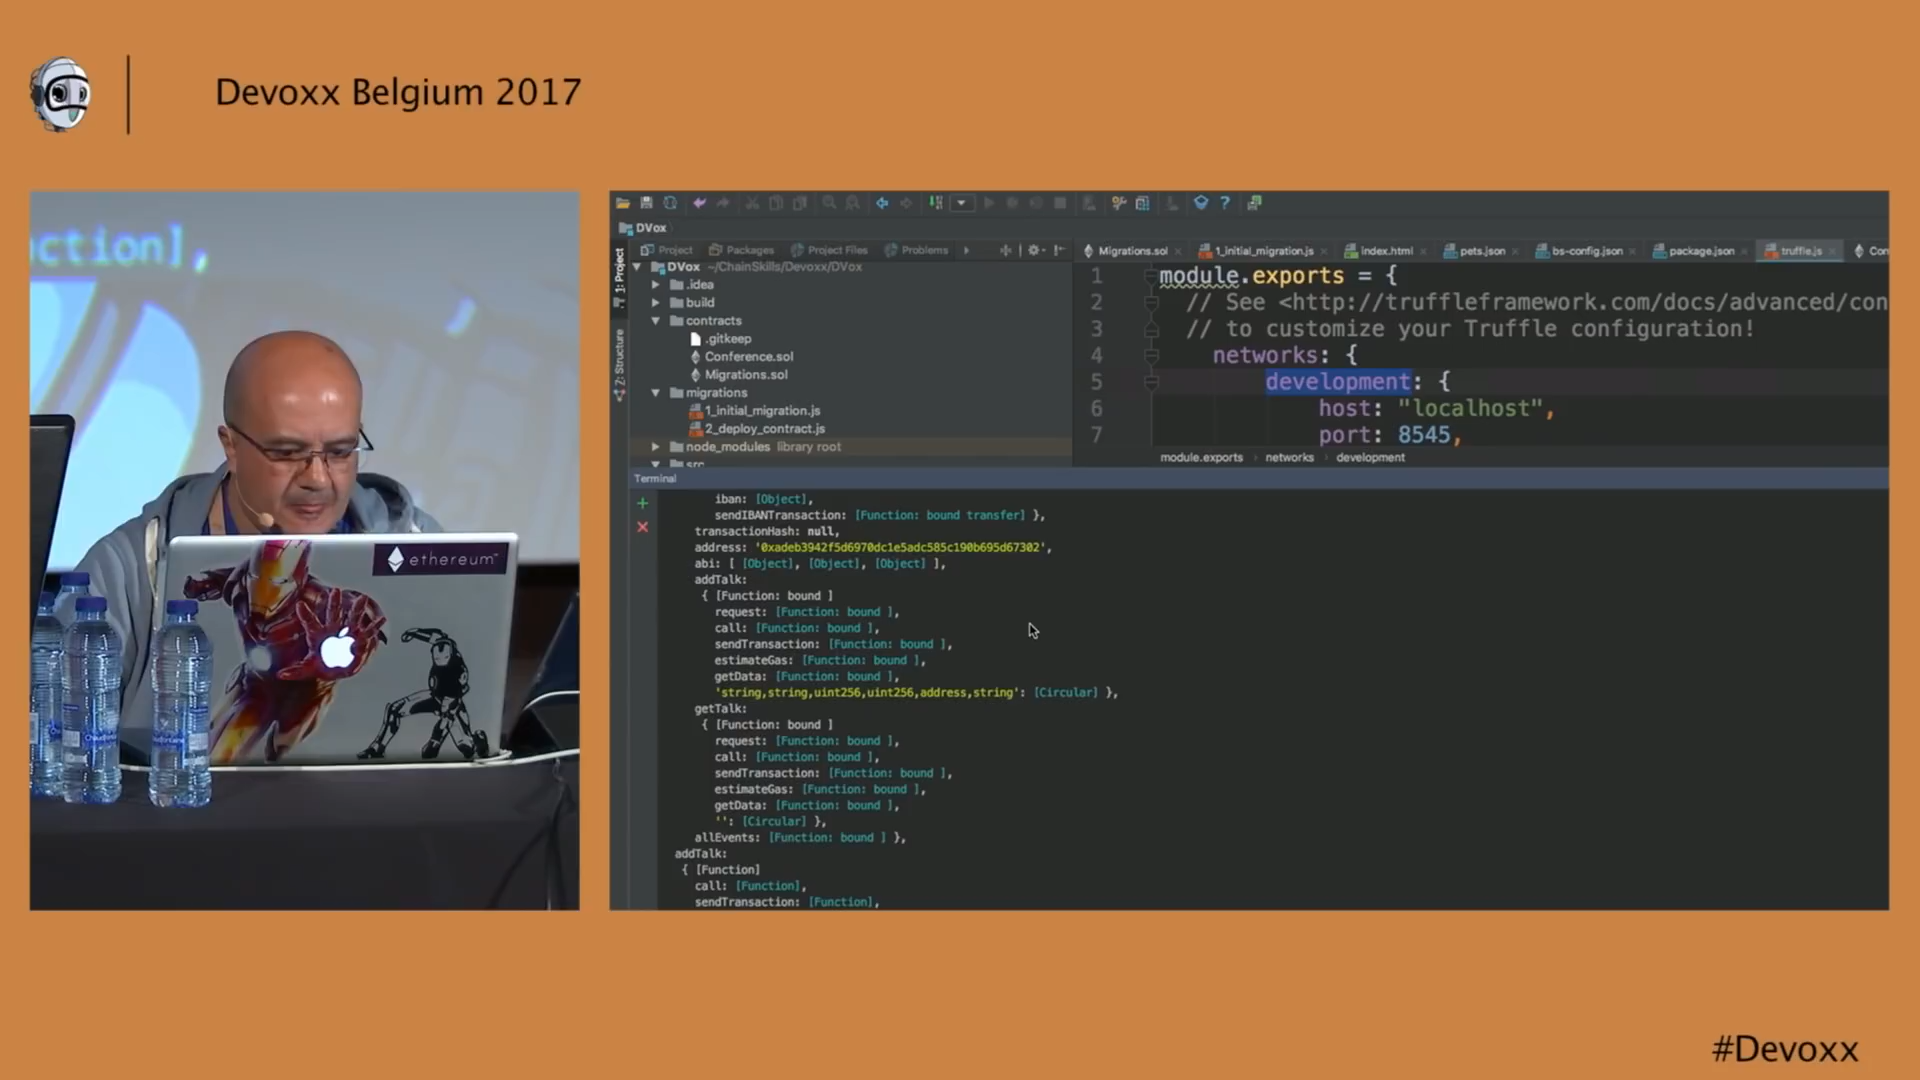 Devoxx Belgium 2017
ction],
ethereum
DVox
1: Project
Z: Structure
Project Packages Project Files Problems
DVox ~/ChainSkills/Devoxx/DVox
.idea
build
contracts
.gitkeep
Conference.sol
Migrations.sol
migrations
1_initial_migration.js
2_deploy_contract.js
node_modules library root
src
Migrations.sol 1_initial_migration.js index.html pets.json bs-config.json package.json truffle.js Con
1 module.exports = {
2 // See <http://truffleframework.com/docs/advanced/con
3 // to customize your Truffle configuration!
4 networks: {
5 development: {
6 host: "localhost",
7 port: 8545,
module.exports networks development
Terminal
iban: [Object],
sendIBANTransaction: [Function: bound transfer] },
transactionHash: null,
address: '0xadeb3942f5d6970dc1e5adc585c190b695d67302',
abi: [ [Object], [Object], [Object] ],
addTalk:
{ [Function: bound ]
request: [Function: bound ],
call: [Function: bound ],
sendTransaction: [Function: bound ],
estimateGas: [Function: bound ],
getData: [Function: bound ],
'string,string,uint256,uint256,address,string': [Circular] },
getTalk:
{ [Function: bound ]
request: [Function: bound ],
call: [Function: bound ],
sendTransaction: [Function: bound ],
estimateGas: [Function: bound ],
getData: [Function: bound ],
'': [Circular] },
allEvents: [Function: bound ] },
addTalk:
{ [Function]
call: [Function],
sendTransaction: [Function],
#Devoxx